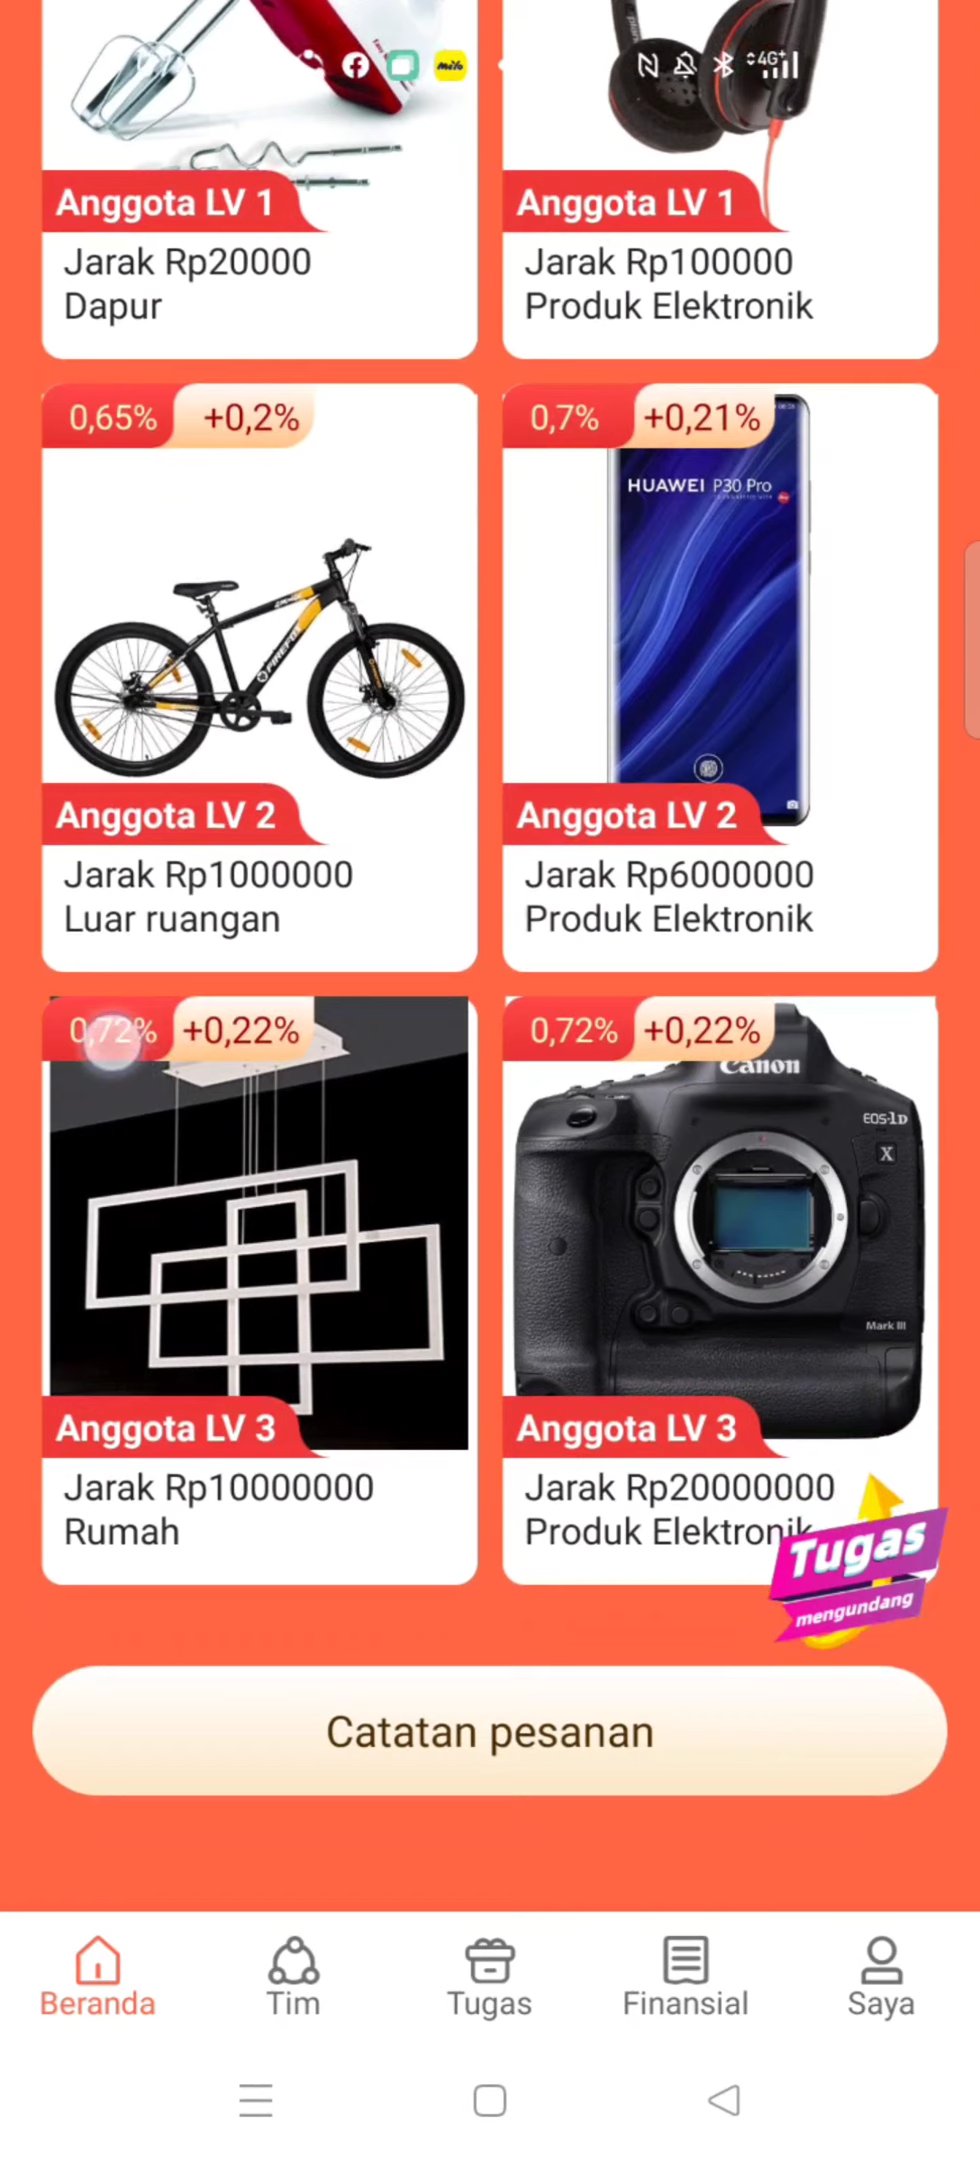 milo
4G+
Anggota LV 1
Anggota LV 1
Jarak Rp20000
Dapur
Jarak Rp100000
Produk Elektronik
0,65%
+0,2%
0,7%
+0,21%
HUAWEI P30 Pro
FIREFOX
Anggota LV 2
Anggota LV 2
Jarak Rp1000000
Luar ruangan
Jarak Rp6000000
Produk Elektronik
0,72%
+0,22%
0,72%
+0,22%
Canon
EOS-1D
X
Mark III
Anggota LV 3
Anggota LV 3
Jarak Rp10000000
Rumah
Jarak Rp20000000
Produk Elektronik
Tugas
mengundang
Catatan pesanan
Beranda
Tim
Tugas
Finansial
Saya